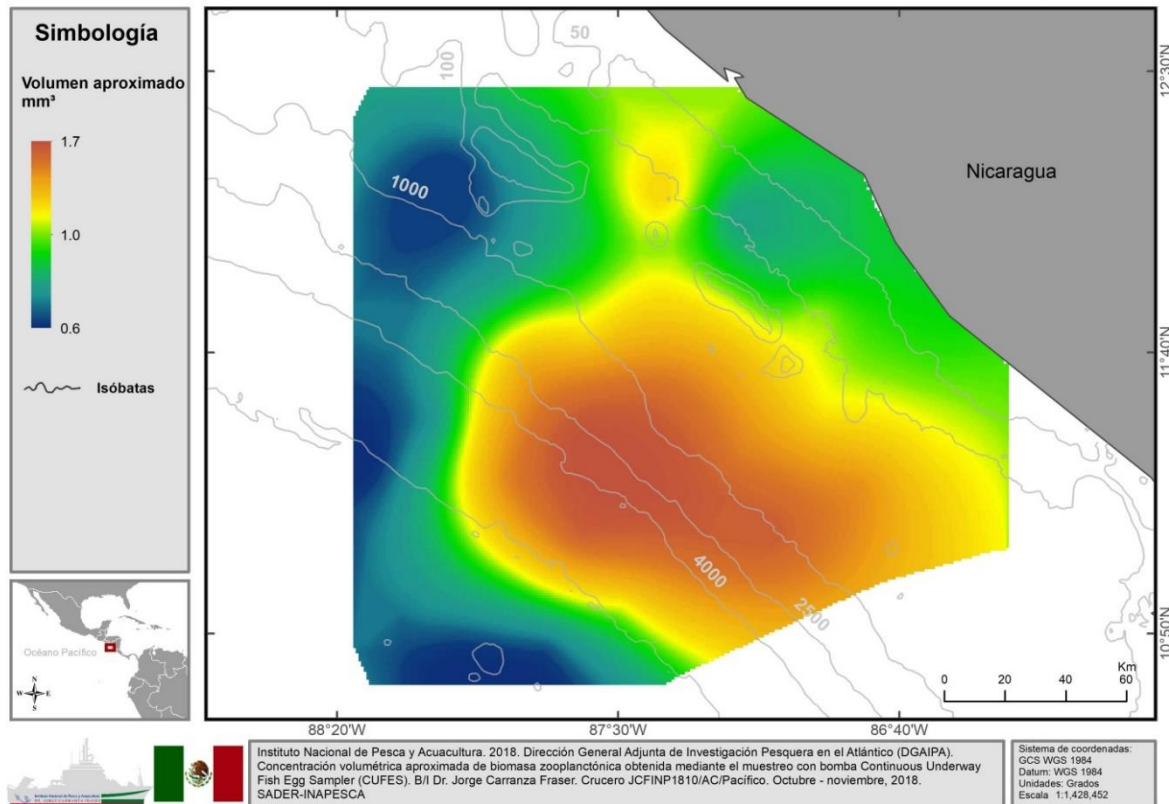 Simbología
Volumen aproximado
mm³
1.7
1.0
0.6
Isóbatas
50
100
1000
4000
2500
Nicaragua
12°30'N
11°40'N
10°50'N
Km
0 10 20 40 60
88°20'W 87°30'W 86°40'W
Océano Pacífico
N
W E
S
Instituto Nacional de Pesca y Acuacultura. 2018. Dirección General Adjunta de Investigación Pesquera en el Atlántico (DGAIPA).
Concentración volumétrica aproximada de biomasa zooplanctónica obtenida mediante el muestreo con bomba Continuous Underway
Fish Egg Sampler (CUFES). B/I Dr. Jorge Carranza Fraser. Crucero JCFINP1810/AC/Pacífico. Octubre - noviembre, 2018.
SADER-INAPESCA
Sistema de coordenadas:
GCS WGS 1984
Datum: WGS 1984
Unidades: Grados
Escala 1:1,428,452